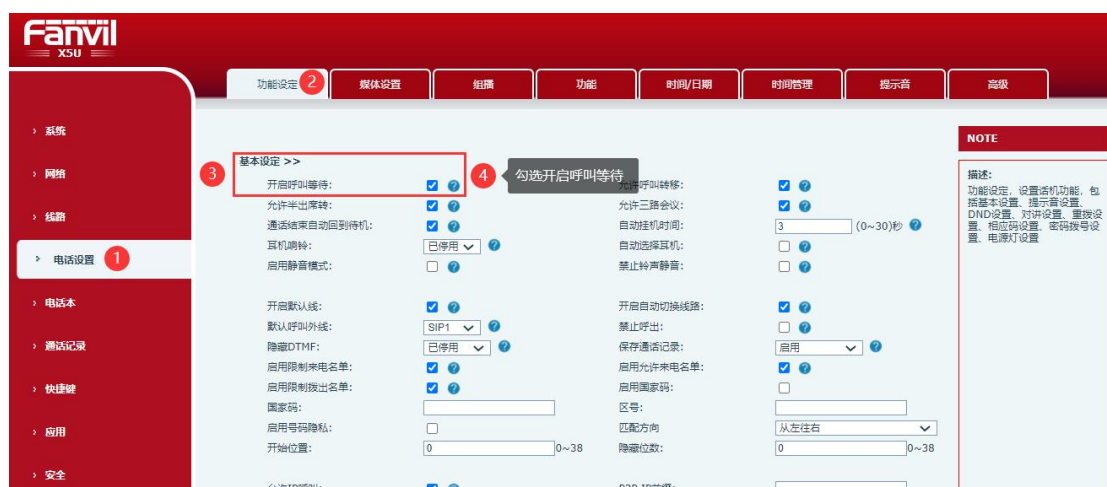 Fanvil
X5U
功能设定 2 媒体设置 组播 功能 时间/日期 时间管理 提示音 高级
› 系统
› 网络
› 线路
› 电话设置 1
› 电话本
› 通话记录
› 快捷键
› 应用
› 安全
基本设定 >>
3
开启呼叫等待: 4 勾选开启呼叫等待 允许呼叫转移:
允许半出席转: 允许三路会议:
通话结束自动回到待机: 自动挂机时间: 3 (0~30)秒
耳机响铃: 已停用 自动选择耳机:
启用静音模式: 禁止铃声静音:
开启默认线: 开启自动切换线路:
默认呼叫外线: SIP1 禁止呼出:
隐藏DTMF: 已停用 保存通话记录: 启用
启用限制来电名单: 启用允许来电名单:
启用限制拨出名单: 启用国家码:
国家码: 区号:
启用号码隐私: 匹配方向 从左往右
开始位置: 0 0~38 隐藏位数: 0 0~38
NOTE
描述:
功能设定, 设置话机功能, 包
括基本设置、提示音设置、
DND设置、对讲设置、重拨设
置、相应码设置、密码拨号设
置、电源灯设置